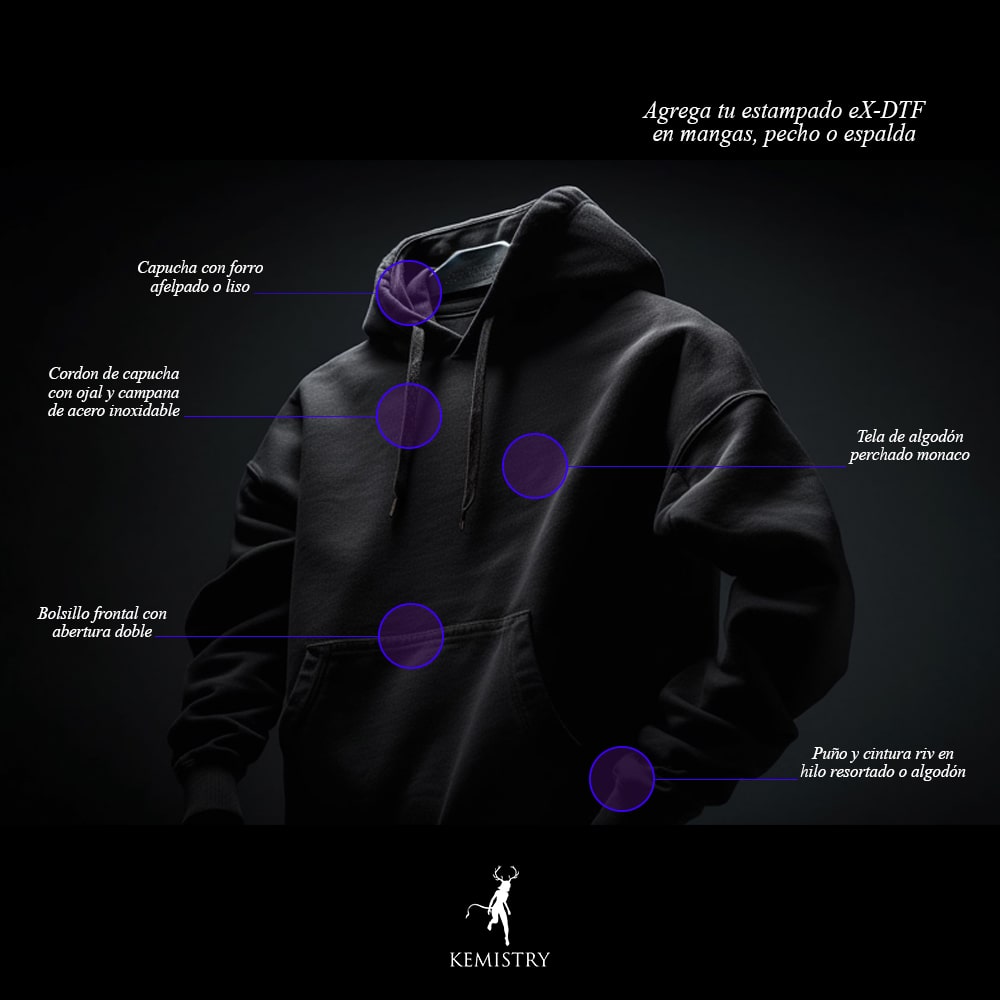 Agrega tu estampado eX-DTF
en mangas, pecho o espalda
Capucha con forro
afelpado o liso
Cordon de capucha
con ojal y campana
de acero inoxidable
Tela de algodón
perchado monaco
Bolsillo frontal con
abertura doble
Puño y cintura riv en
hilo resortado o algodón
KEMISTRY